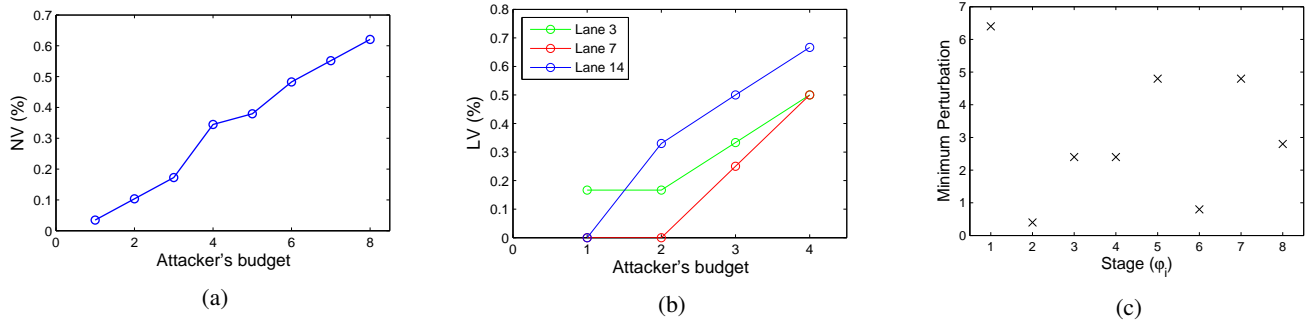 0.7
0.6
0.5
0.4
0.3
0.2
0.1
0
NV (%)
0 2 4 6 8
Attacker's budget
(a)
0.8
0.7
0.6
0.5
0.4
0.3
0.2
0.1
0
LV (%)
Lane 3
Lane 7
Lane 14
0 1 2 3 4
Attacker's budget
(b)
7
6
5
4
3
2
1
0
Minimum Perturbation
1 2 3 4 5 6 7 8
Stage (φi)
(c)